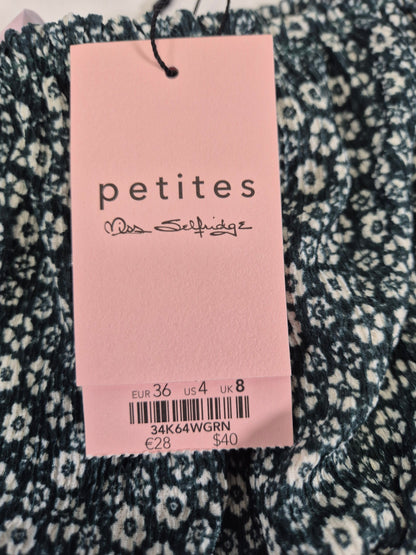 petites
Miss Selfridge
EUR 36 US 4 UK 8
34K64WGRN
€28 $40